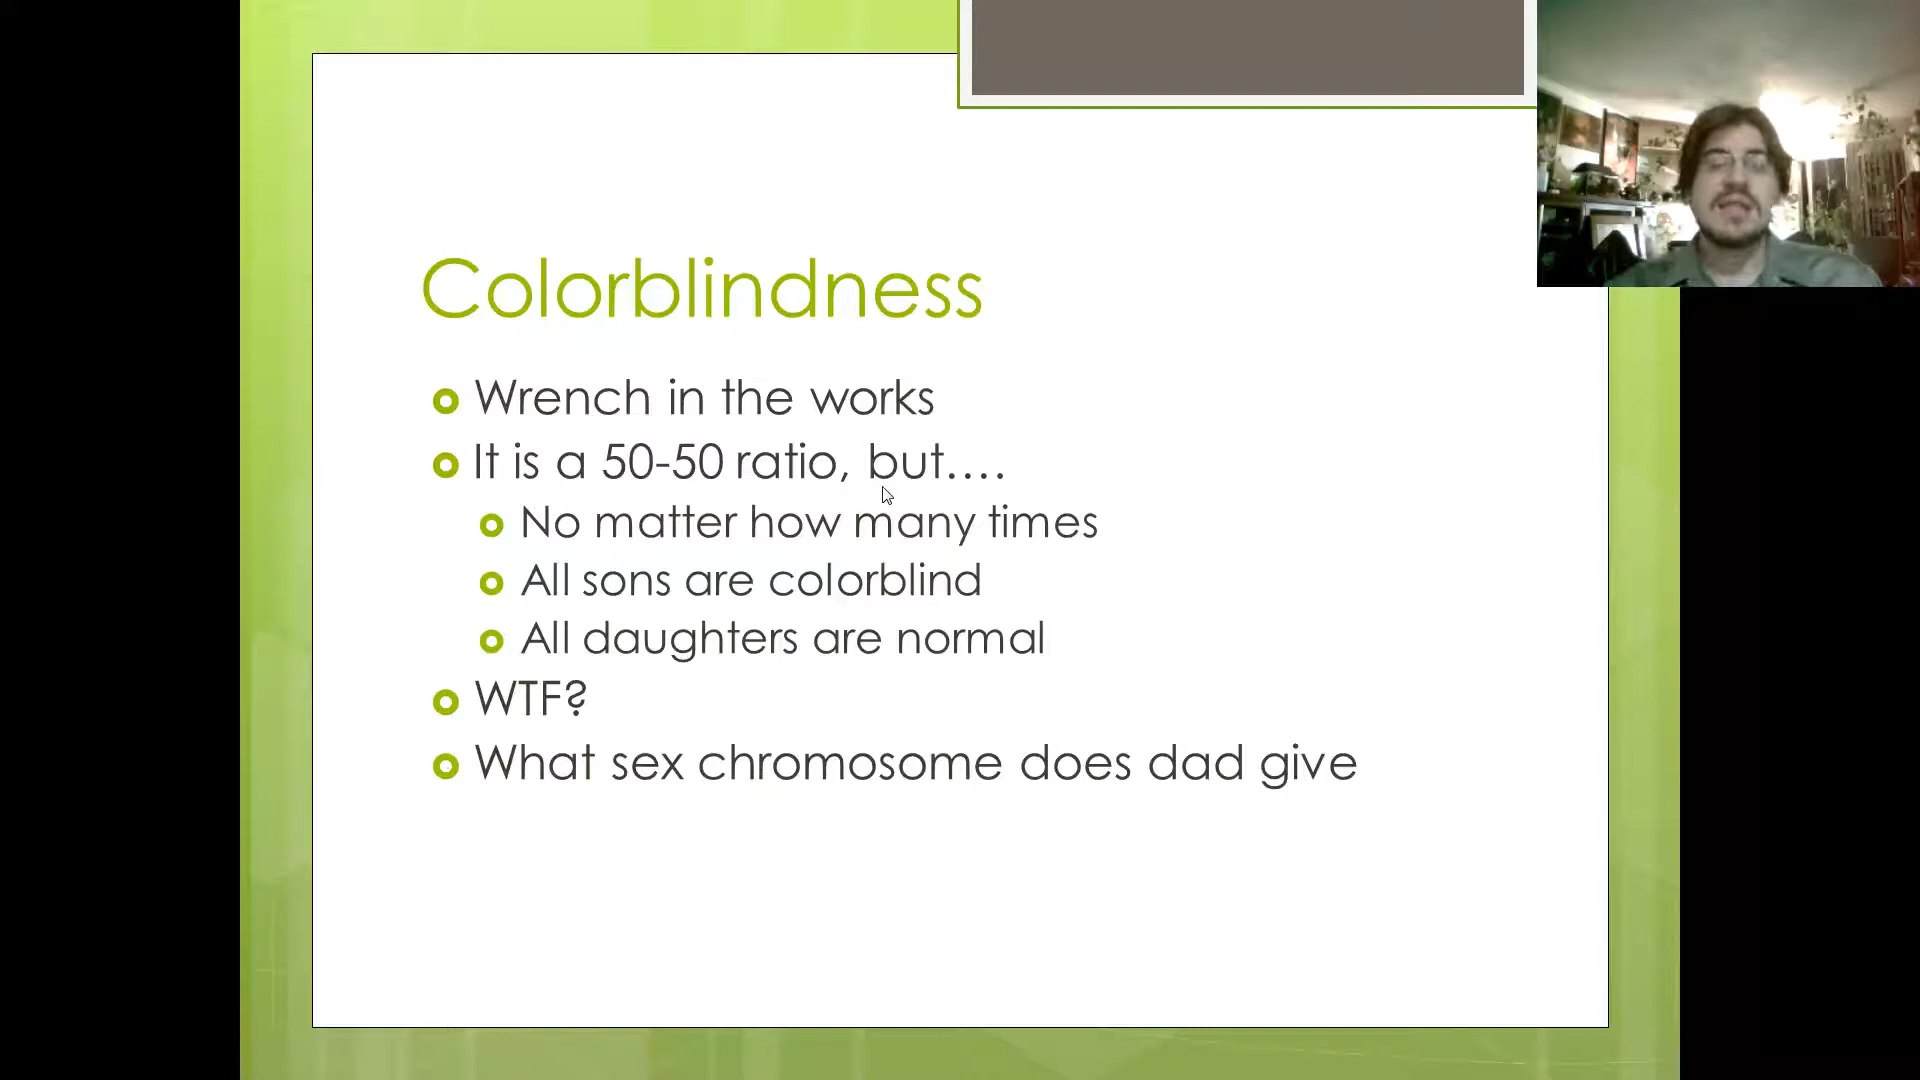 Colorblindness
Wrench in the works
It is a 50-50 ratio, but....
No matter how many times
All sons are colorblind
All daughters are normal
WTF?
What sex chromosome does dad give